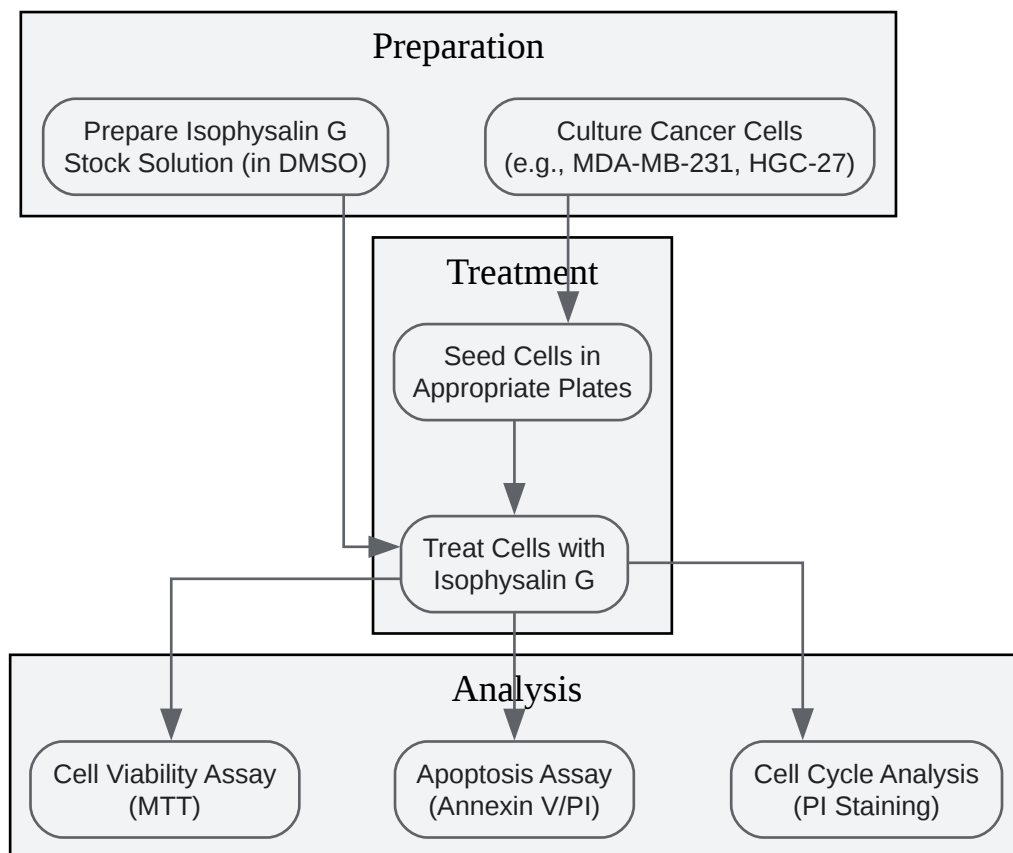 Preparation
Prepare Isophysalin G
Stock Solution (in DMSO)
Culture Cancer Cells
(e.g., MDA-MB-231, HGC-27)
Treatment
Seed Cells in
Appropriate Plates
Treat Cells with
Isophysalin G
Analysis
Cell Viability Assay
(MTT)
Apoptosis Assay
(Annexin V/PI)
Cell Cycle Analysis
(PI Staining)